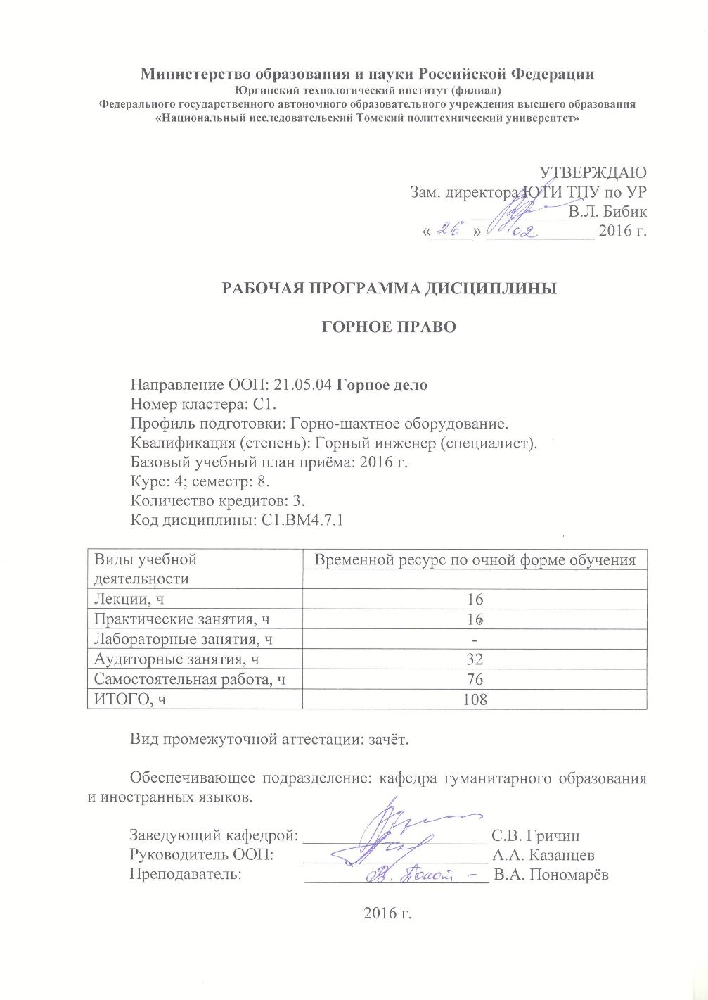 Министерство образования и науки Российской Федерации
Юргинский технологический институт (филиал)
Федерального государственного автономного образовательного учреждения высшего образования
«Национальный исследовательский Томский политехнический университет»
УТВЕРЖДАЮ
Зам. директора ЮТИ ТПУ по УР
___________ В.Л. Бибик
«26» 02 2016 г.
РАБОЧАЯ ПРОГРАММА ДИСЦИПЛИНЫ
ГОРНОЕ ПРАВО
Направление ООП: 21.05.04 Горное дело
Номер кластера: С1.
Профиль подготовки: Горно-шахтное оборудование.
Квалификация (степень): Горный инженер (специалист).
Базовый учебный план приёма: 2016 г.
Курс: 4; семестр: 8.
Количество кредитов: 3.
Код дисциплины: С1.ВМ4.7.1
Виды учебной деятельности Временной ресурс по очной форме обучения
Лекции, ч 16
Практические занятия, ч 16
Лабораторные занятия, ч -
Аудиторные занятия, ч 32
Самостоятельная работа, ч 76
ИТОГО, ч 108
Вид промежуточной аттестации: зачёт.
Обеспечивающее подразделение: кафедра гуманитарного образования
и иностранных языков.
Заведующий кафедрой: ______________________ С.В. Гричин
Руководитель ООП: ______________________ А.А. Казанцев
Преподаватель: ______________________ В.А. Пономарёв
2016 г.